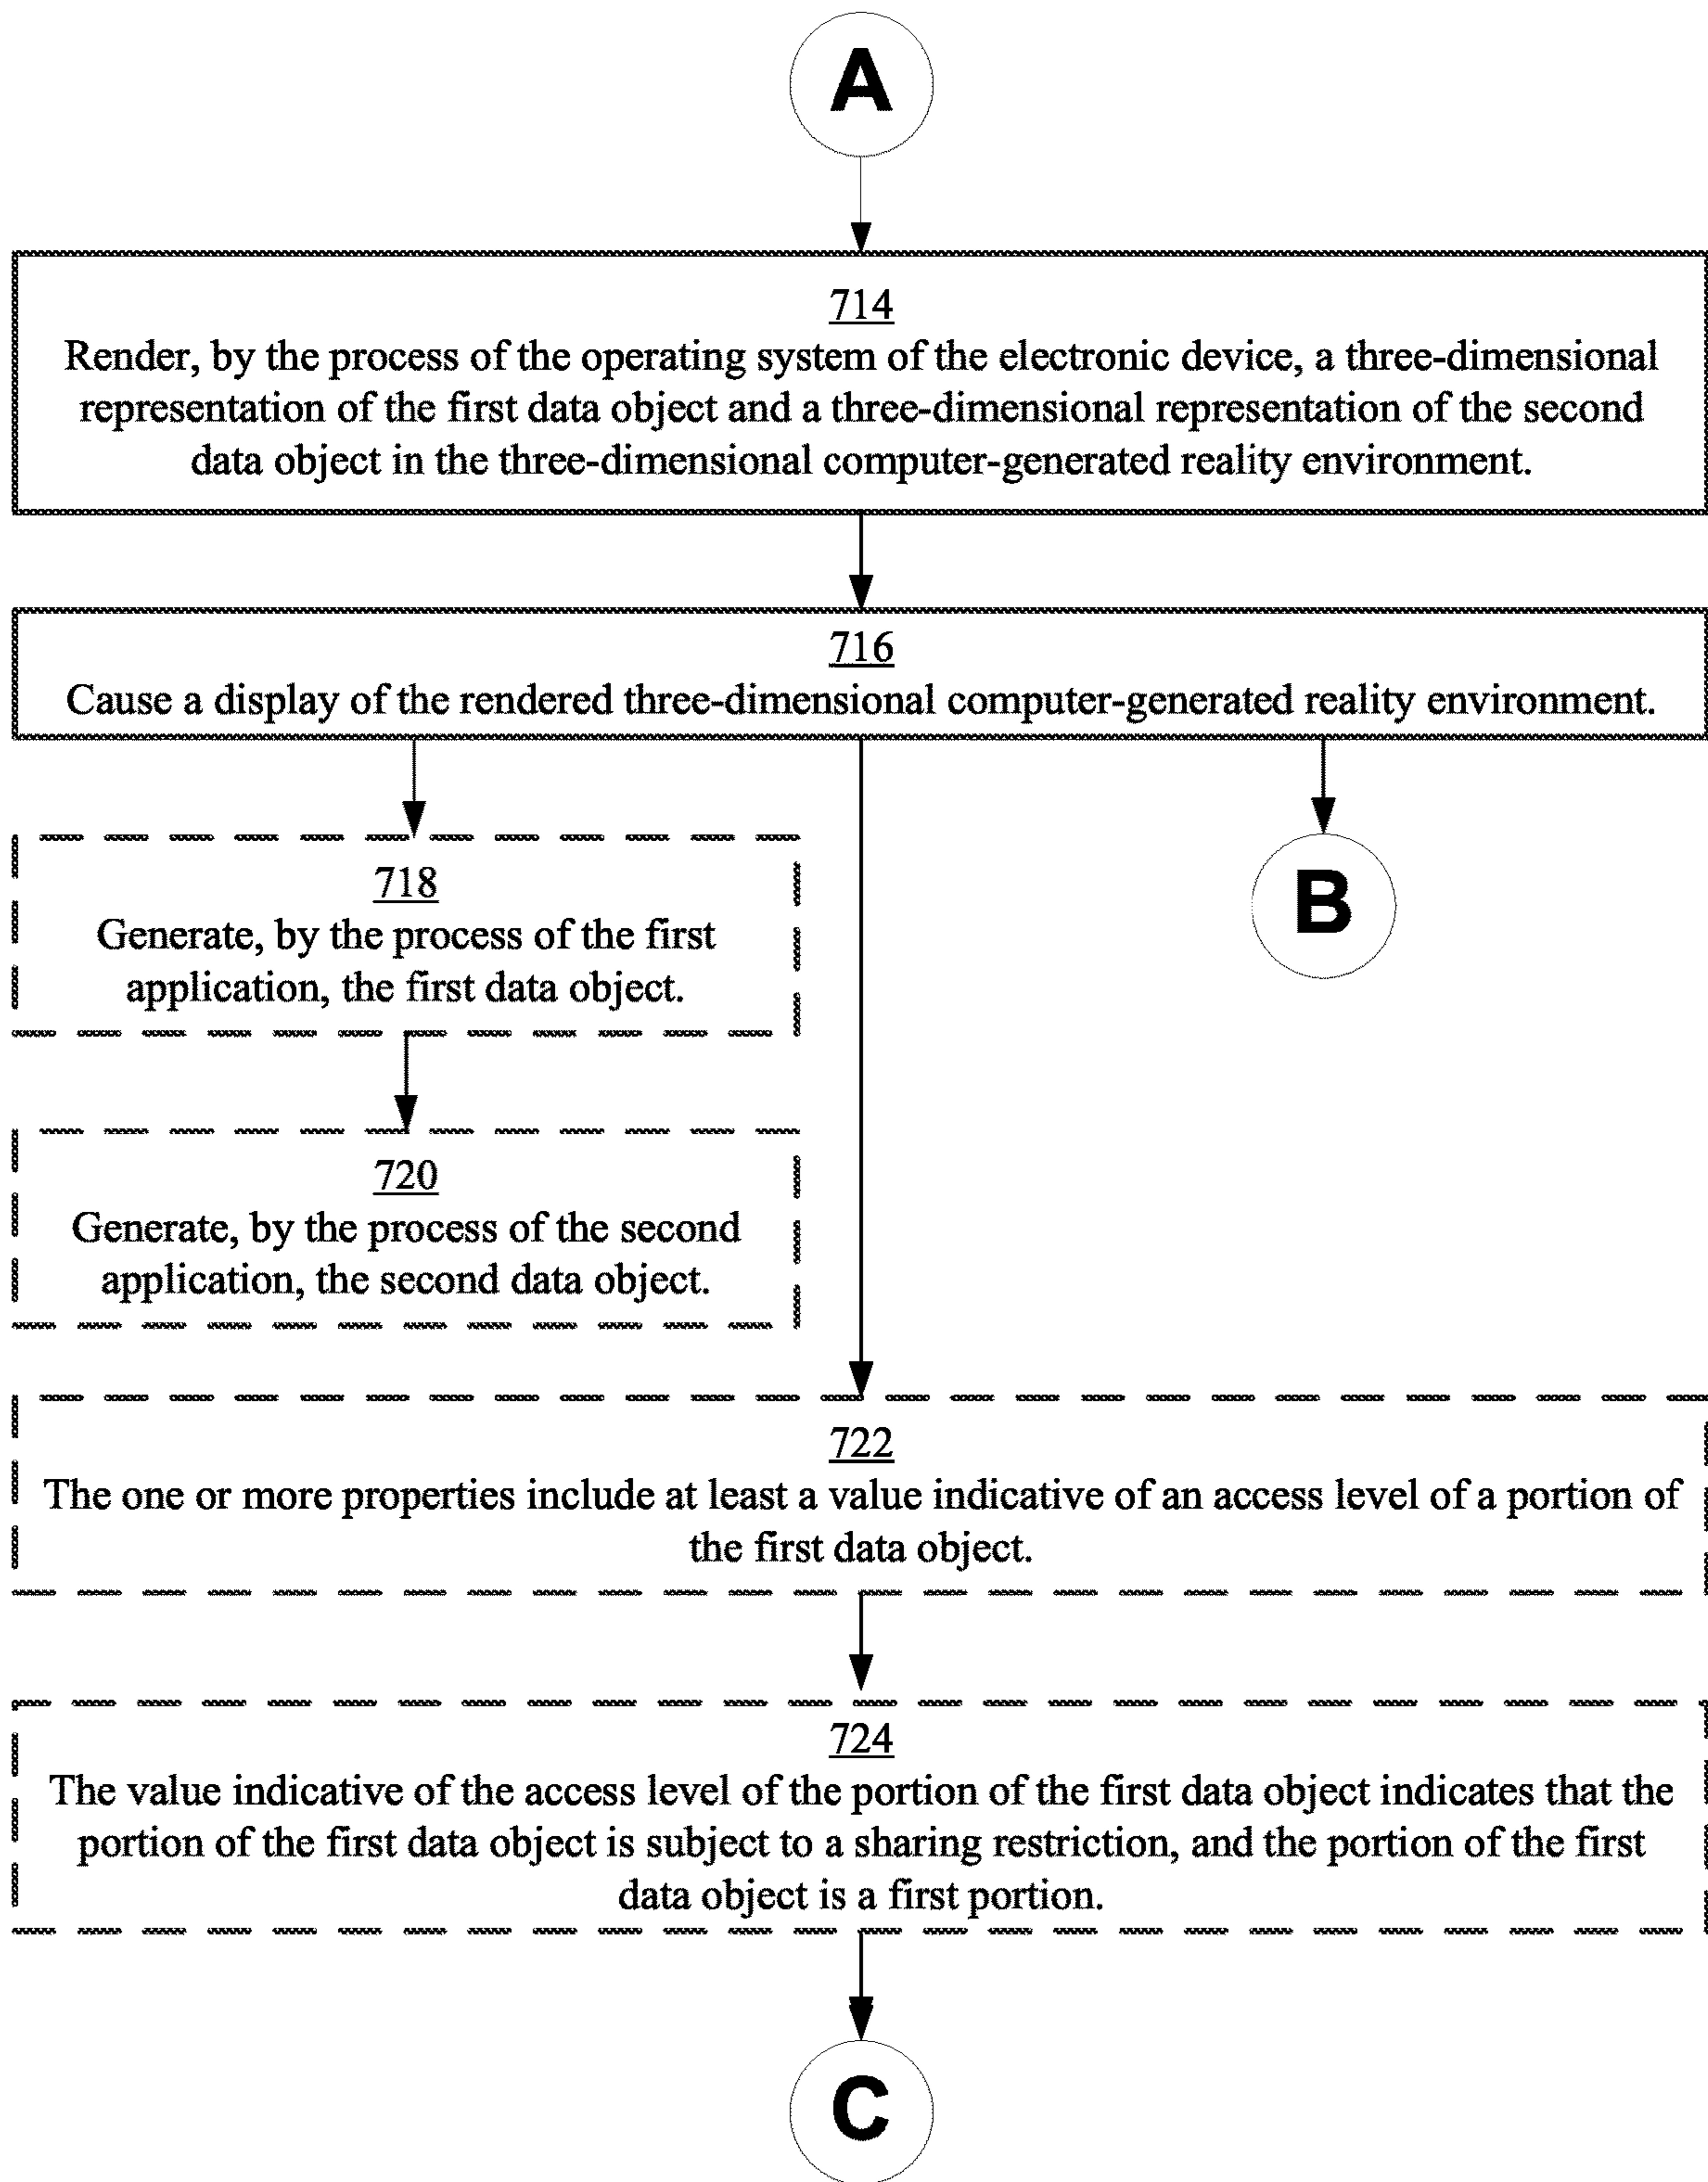 A
714
Render, by the process of the operating system of the electronic device, a three-dimensional
representation of the first data object and a three-dimensional representation of the second
data object in the three-dimensional computer-generated reality environment.
716
Cause a display of the rendered three-dimensional computer-generated reality environment.
718
Generate, by the process of the first
application, the first data object.
B
720
Generate, by the process of the second
application, the second data object.
722
The one or more properties include at least a value indicative of an access level of a portion of
the first data object.
724
The value indicative of the access level of the portion of the first data object indicates that the
portion of the first data object is subject to a sharing restriction, and the portion of the first
data object is a first portion.
C